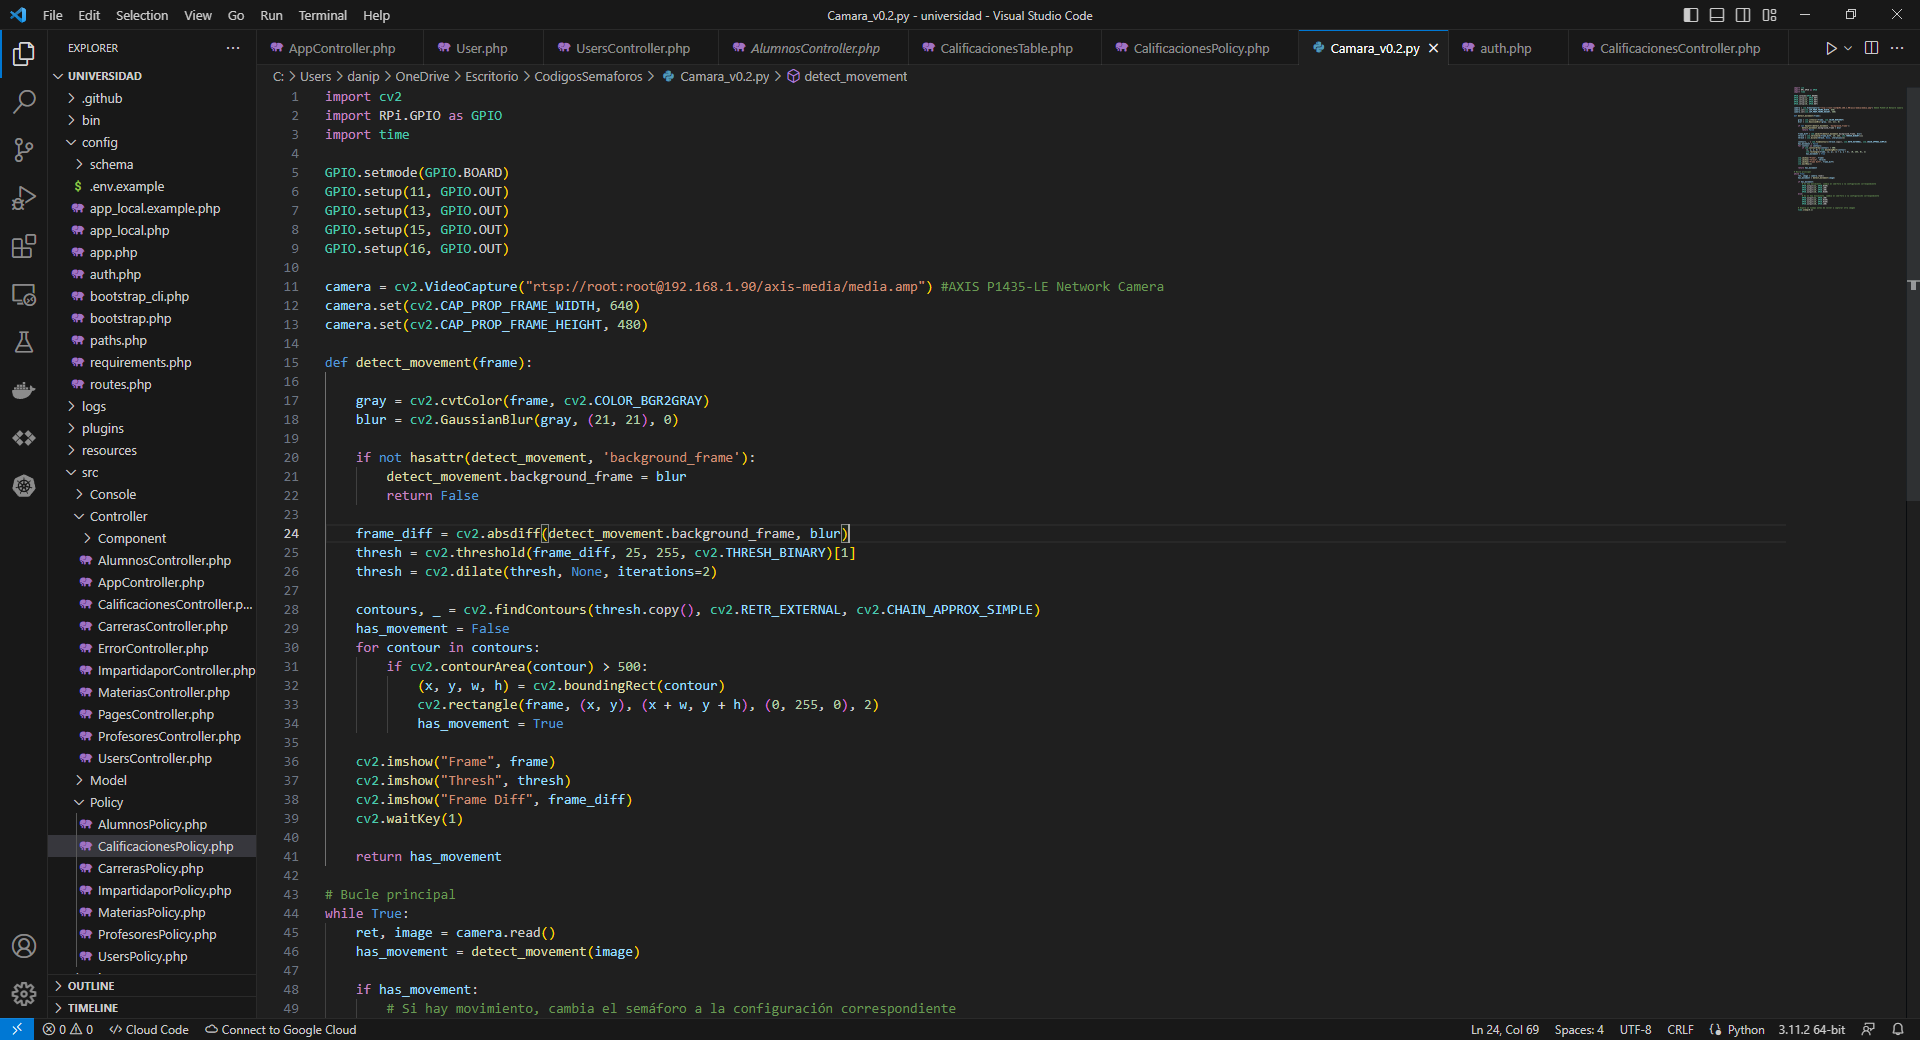 File Edit Selection View Go Run Terminal Help
Camara_v0.2.py - universidad - Visual Studio Code
EXPLORER
UNIVERSIDAD
.github
bin
config
schema
.env.example
app_local.example.php
app_local.php
app.php
auth.php
bootstrap_cli.php
bootstrap.php
paths.php
requirements.php
routes.php
logs
plugins
resources
src
Console
Controller
Component
AlumnosController.php
AppController.php
CalificacionesController.p...
CarrerasController.php
ErrorController.php
ImpartidaporController.php
MateriasController.php
PagesController.php
ProfesoresController.php
UsersController.php
Model
Policy
AlumnosPolicy.php
CalificacionesPolicy.php
CarrerasPolicy.php
ImpartidaporPolicy.php
MateriasPolicy.php
ProfesoresPolicy.php
UsersPolicy.php
OUTLINE
TIMELINE
AppController.php User.php UsersController.php AlumnosController.php CalificacionesTable.php CalificacionesPolicy.php Camara_v0.2.py auth.php CalificacionesController.php
C: > Users > danip > OneDrive > Escritorio > CodigosSemaforos > Camara_v0.2.py > detect_movement
1 import cv2
2 import RPi.GPIO as GPIO
3 import time
4
5 GPIO.setmode(GPIO.BOARD)
6 GPIO.setup(11, GPIO.OUT)
7 GPIO.setup(13, GPIO.OUT)
8 GPIO.setup(15, GPIO.OUT)
9 GPIO.setup(16, GPIO.OUT)
10
11 camera = cv2.VideoCapture("rtsp://root:root@192.168.1.90/axis-media/media.amp") #AXIS P1435-LE Network Camera
12 camera.set(cv2.CAP_PROP_FRAME_WIDTH, 640)
13 camera.set(cv2.CAP_PROP_FRAME_HEIGHT, 480)
14
15 def detect_movement(frame):
16
17 gray = cv2.cvtColor(frame, cv2.COLOR_BGR2GRAY)
18 blur = cv2.GaussianBlur(gray, (21, 21), 0)
19
20 if not hasattr(detect_movement, 'background_frame'):
21 detect_movement.background_frame = blur
22 return False
23
24 frame_diff = cv2.absdiff(detect_movement.background_frame, blur)
25 thresh = cv2.threshold(frame_diff, 25, 255, cv2.THRESH_BINARY)[1]
26 thresh = cv2.dilate(thresh, None, iterations=2)
27
28 contours, _ = cv2.findContours(thresh.copy(), cv2.RETR_EXTERNAL, cv2.CHAIN_APPROX_SIMPLE)
29 has_movement = False
30 for contour in contours:
31 if cv2.contourArea(contour) > 500:
32 (x, y, w, h) = cv2.boundingRect(contour)
33 cv2.rectangle(frame, (x, y), (x + w, y + h), (0, 255, 0), 2)
34 has_movement = True
35
36 cv2.imshow("Frame", frame)
37 cv2.imshow("Thresh", thresh)
38 cv2.imshow("Frame Diff", frame_diff)
39 cv2.waitKey(1)
40
41 return has_movement
42
43 # Bucle principal
44 while True:
45 ret, image = camera.read()
46 has_movement = detect_movement(image)
47
48 if has_movement:
49 # Si hay movimiento, cambia el semáforo a la configuración correspondiente
0 0 Cloud Code Connect to Google Cloud
Ln 24, Col 69 Spaces: 4 UTF-8 CRLF Python 3.11.2 64-bit